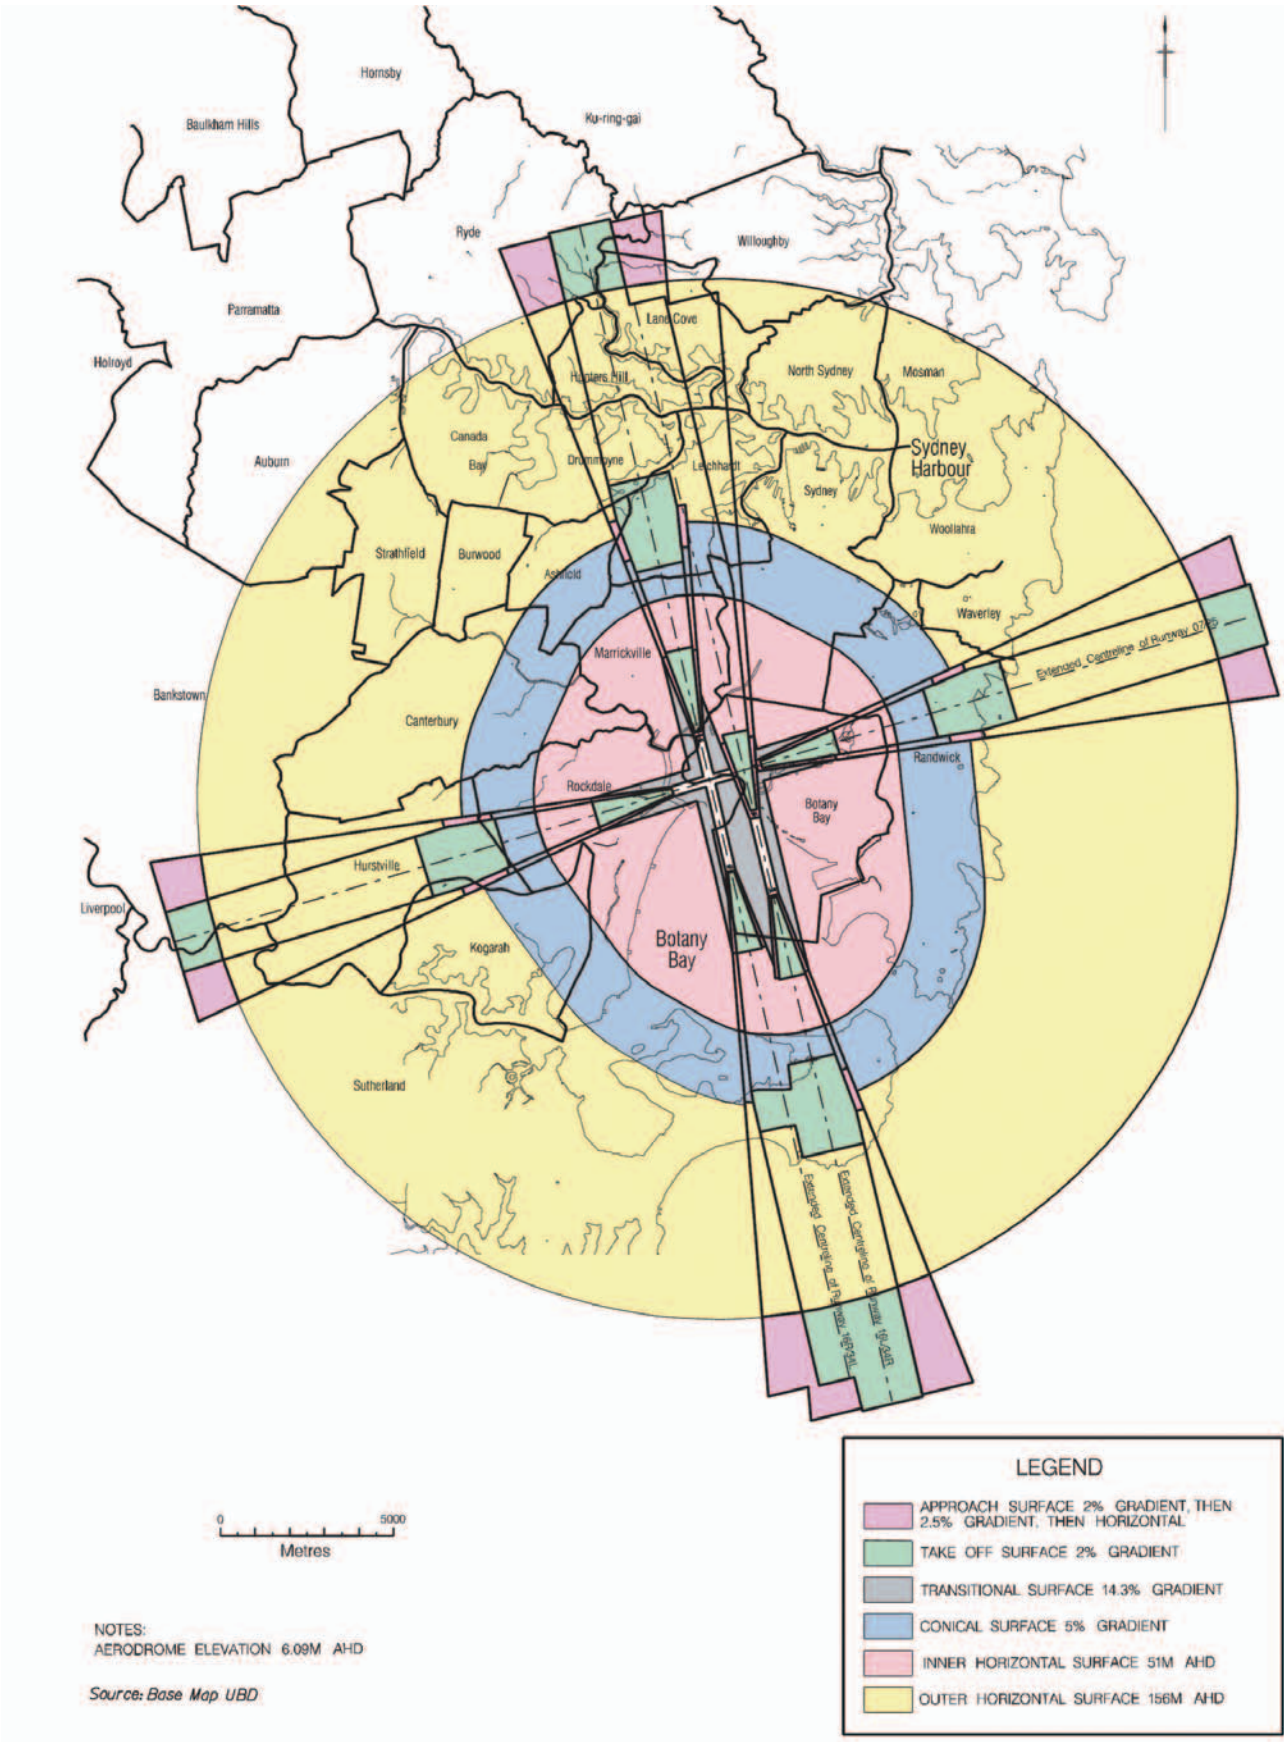 Hornsby
Baulkham Hills
Ku-ring-gai
Ryde
Willoughby
Parramatta
Lane Cove
Holroyd
Hunters Hill
North Sydney
Mosman
Canada
Bay
Auburn
Drummoyne
Leichhardt
Sydney
Harbour
Sydney
Woollahra
Strathfield
Burwood
Ashfield
Waverley
Extended Centreline of Runway 07/25
Marrickville
Bankstown
Canterbury
Randwick
Rockdale
Botany
Bay
Hurstville
Liverpool
Botany
Bay
Kogarah
Sutherland
Extended Centreline of Runway 16R/34L
Extended Centreline of Runway 16L/34R
0 5000
Metres
NOTES:
AERODROME ELEVATION 6.09M AHD
Source: Base Map UBD
LEGEND
APPROACH SURFACE 2% GRADIENT, THEN
2.5% GRADIENT, THEN HORIZONTAL
TAKE OFF SURFACE 2% GRADIENT
TRANSITIONAL SURFACE 14.3% GRADIENT
CONICAL SURFACE 5% GRADIENT
INNER HORIZONTAL SURFACE 51M AHD
OUTER HORIZONTAL SURFACE 156M AHD